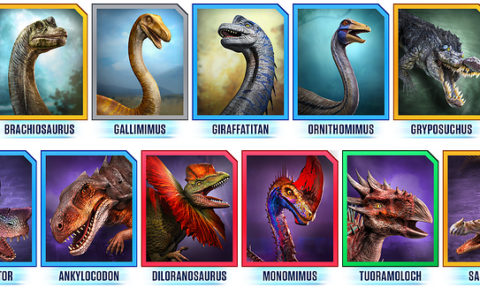 BRACHIOSAURUS GALLIMIMUS GIRAFFATITAN ORNITHOMIMUS GRYPOSUCHUS
TOR ANKYLOCODON DILORANOSAURUS MONOMIMUS TUORAMOLOCH SA